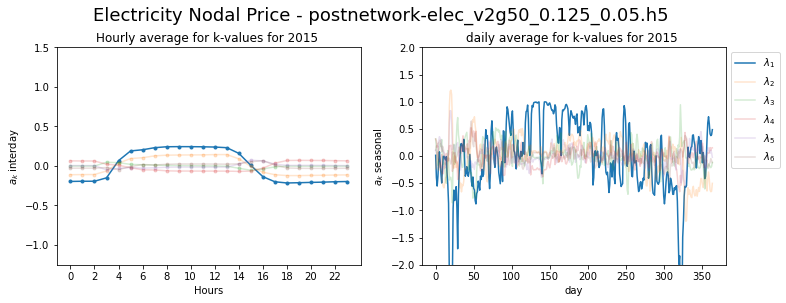 Electricity Nodal Price - postnetwork-elec_v2g50_0.125_0.05.h5
Hourly average for k-values for 2015
daily average for k-values for 2015
1.5
1.0
0.5
0.0
−0.5
−1.0
a_k interday
0 2 4 6 8 10 12 14 16 18 20 22
Hours
2.0
1.5
1.0
0.5
0.0
−0.5
−1.0
−1.5
−2.0
a_k seasonal
0 50 100 150 200 250 300 350
day
λ₁
λ₂
λ₃
λ₄
λ₅
λ₆